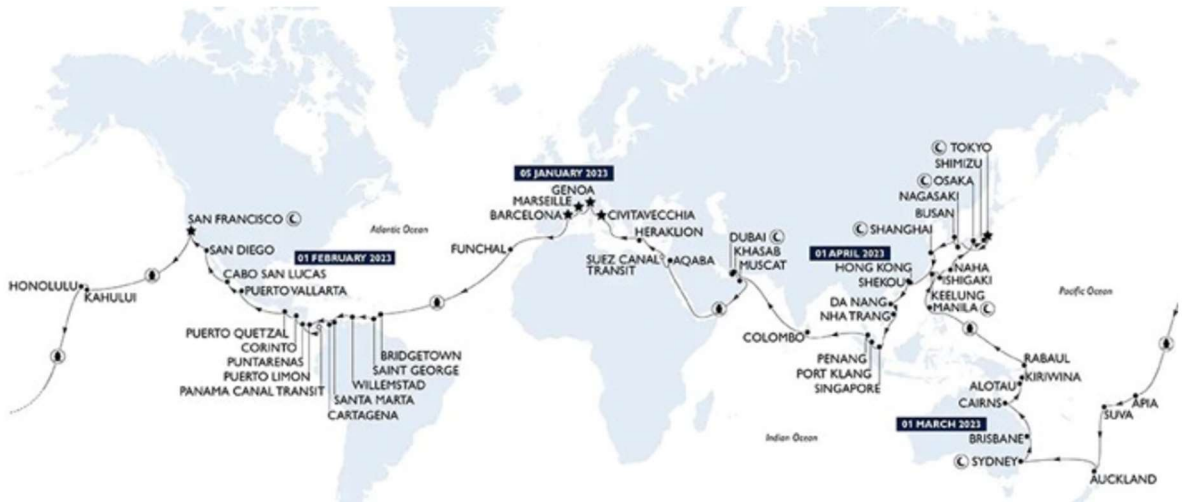 05 JANUARY 2023
GENOA
MARSEILLE
BARCELONA
CIVITAVECCHIA
HERAKLION
SUEZ CANAL
TRANSIT
AQABA
FUNCHAL
Atlantic Ocean
SAN FRANCISCO
SAN DIEGO
01 FEBRUARY 2023
CABO SAN LUCAS
PUERTO VALLARTA
HONOLULU
KAHULUI
PUERTO QUETZAL
CORINTO
PUNTARENAS
PUERTO LIMON
PANAMA CANAL TRANSIT
BRIDGETOWN
SAINT GEORGE
WILLEMSTAD
SANTA MARTA
CARTAGENA
DUBAI
KHASAB
MUSCAT
COLOMBO
TOKYO
SHIMIZU
OSAKA
NAGASAKI
BUSAN
SHANGHAI
01 APRIL 2023
HONG KONG
SHEKOU
NAHA
ISHIGAKI
KEELUNG
MANILA
DA NANG
NHA TRANG
PENANG
PORT KLANG
SINGAPORE
Pacific Ocean
RABAUL
KIRIWINA
ALOTAU
CAIRNS
01 MARCH 2023
BRISBANE
SYDNEY
Indian Ocean
APIA
SUVA
AUCKLAND